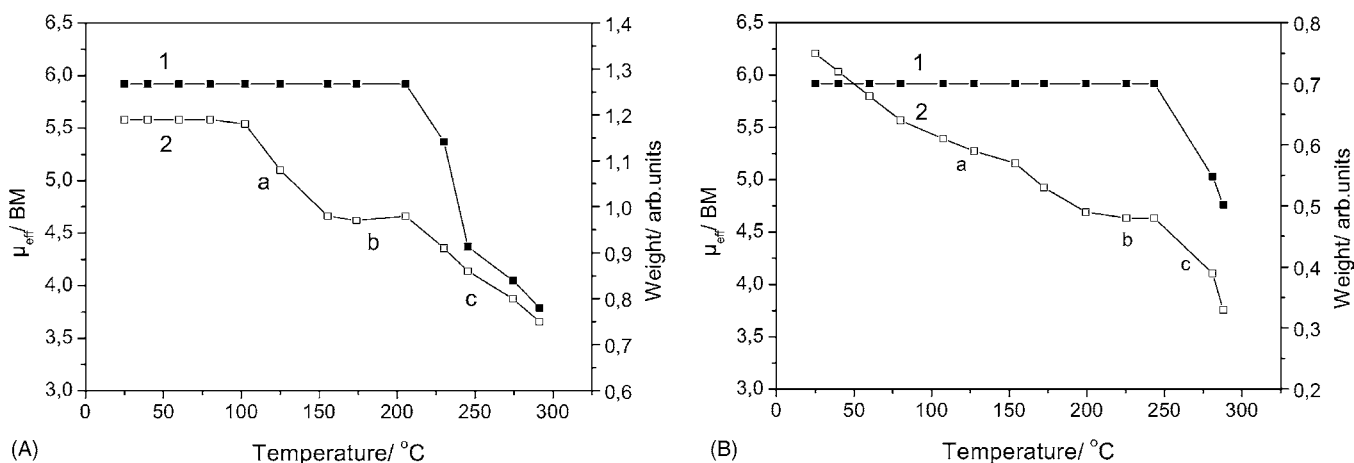 6,5
6,0
5,5
5,0
4,5
4,0
3,5
3,0
μeff/ BM
1
2
a
b
c
1,4
1,3
1,2
1,1
1,0
0,9
0,8
0,7
0,6
Weight/ arb.units
0 50 100 150 200 250 300
(A) Temperature/ °C
6,5
6,0
5,5
5,0
4,5
4,0
3,5
3,0
μeff/ BM
1
2
a
b
c
0,8
0,7
0,6
0,5
0,4
0,3
0,2
Weight/ arb.units
0 50 100 150 200 250 300
(B) Temperature/ °C